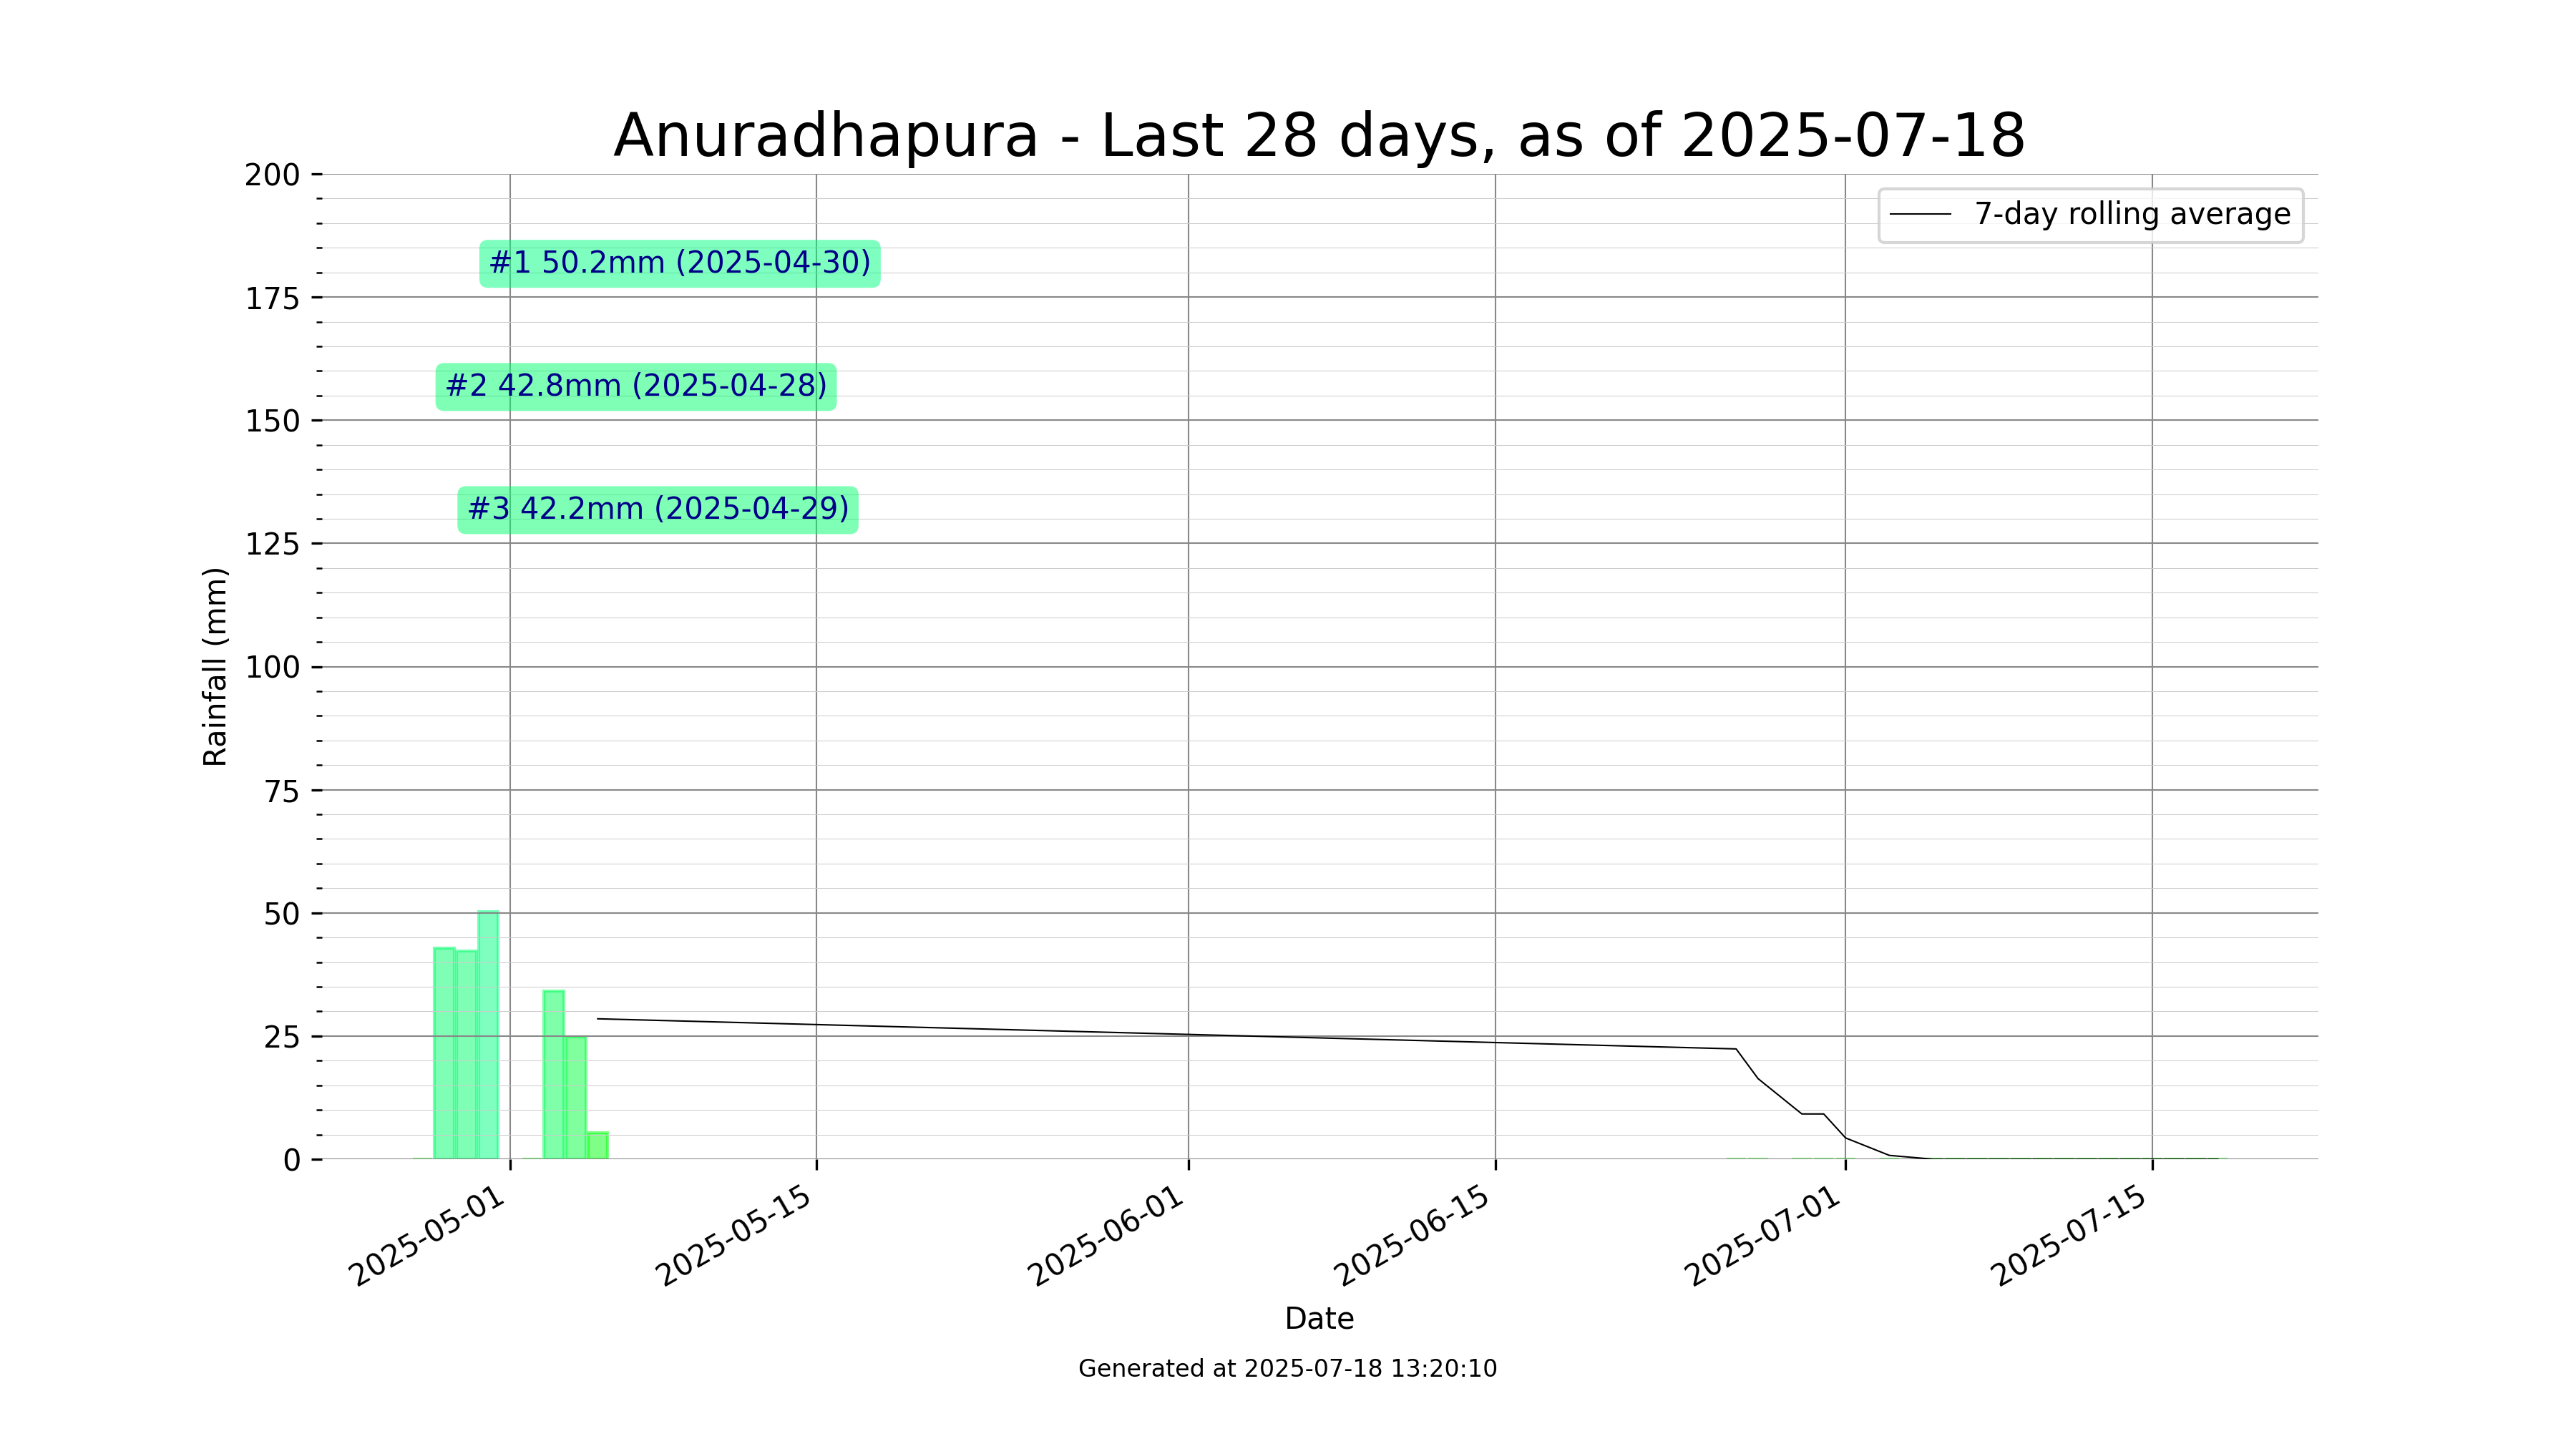 Anuradhapura - Last 28 days, as of 2025-07-18
7-day rolling average
#1 50.2mm (2025-04-30)
#2 42.8mm (2025-04-28)
#3 42.2mm (2025-04-29)
Rainfall (mm)
200
175
150
125
100
75
50
25
0
2025-05-01
2025-05-15
2025-06-01
2025-06-15
2025-07-01
2025-07-15
Date
Generated at 2025-07-18 13:20:10